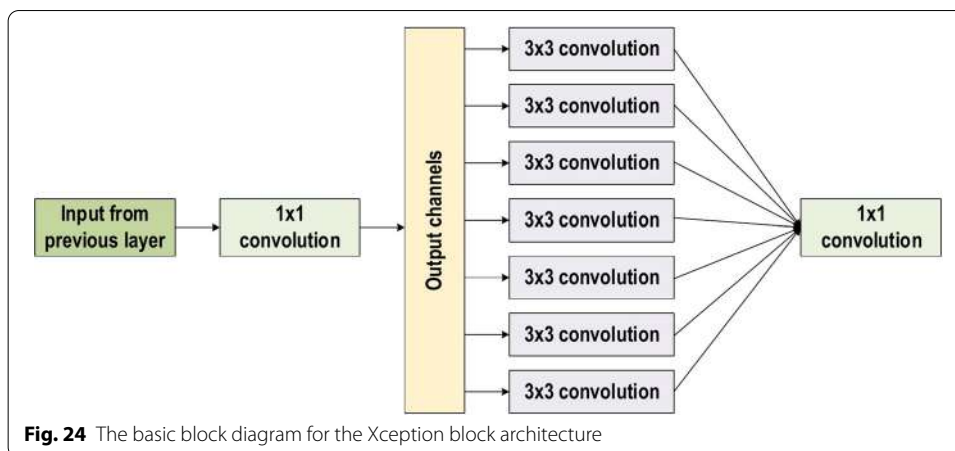 Input from
previous layer
1x1
convolution
Output channels
3x3 convolution
3x3 convolution
3x3 convolution
3x3 convolution
3x3 convolution
3x3 convolution
3x3 convolution
1x1
convolution
Fig. 24 The basic block diagram for the Xception block architecture